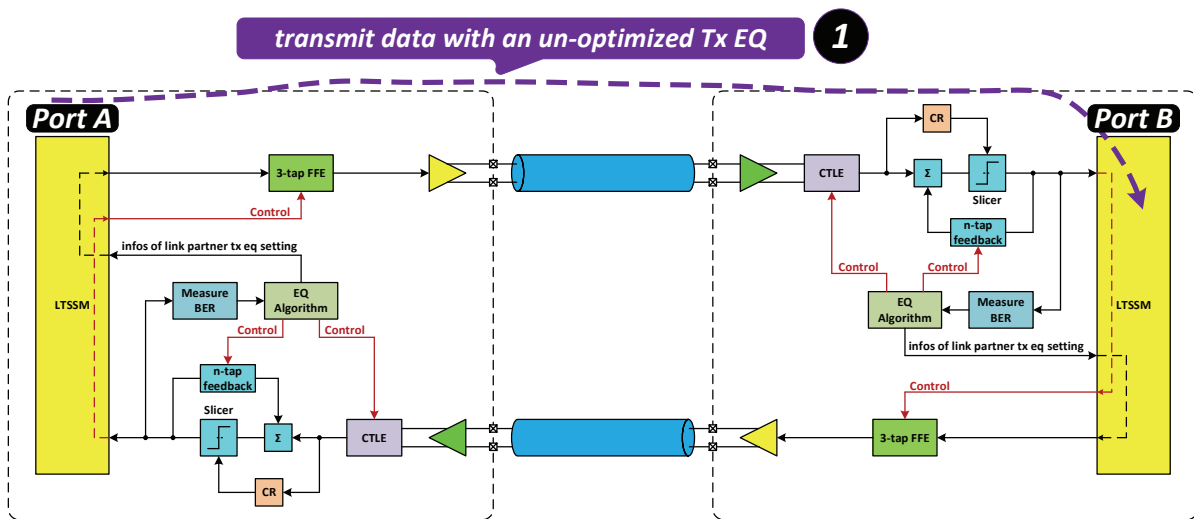 transmit data with an un-optimized Tx EQ
1
Port A
Port B
CR
3-tap FFE
CTLE
Σ
Slicer
Control
n-tap
feedback
infos of link partner tx eq setting
Control
Control
Measure
BER
EQ
Algorithm
LTSSM
EQ
Algorithm
Measure
BER
LTSSM
Control
Control
infos of link partner tx eq setting
n-tap
feedback
Control
Slicer
Σ
CTLE
3-tap FFE
CR